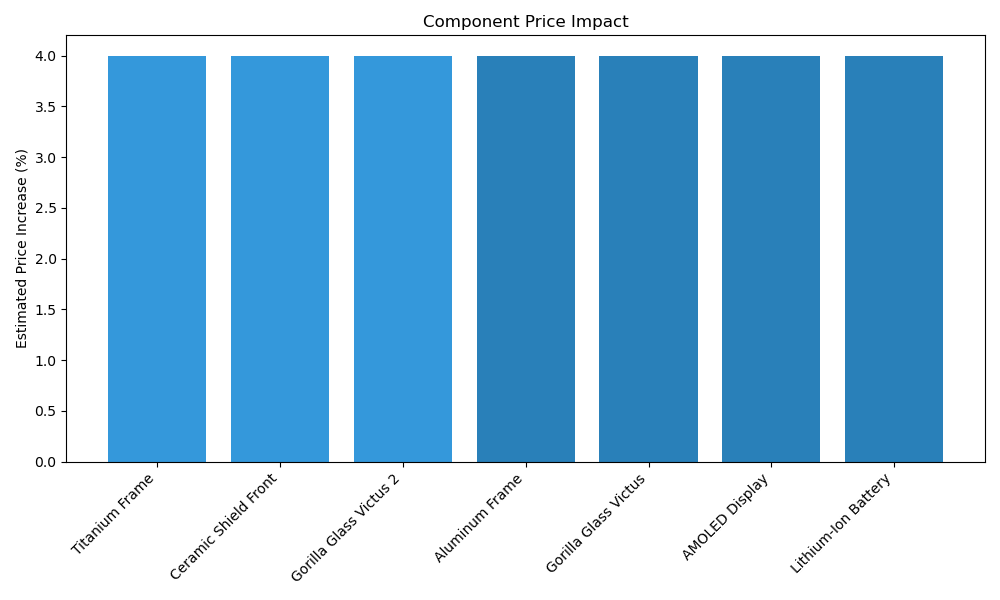 Component Price Impact
Estimated Price Increase (%)
4.0
3.5
3.0
2.5
2.0
1.5
1.0
0.5
0.0
Titanium Frame
Ceramic Shield Front
Gorilla Glass Victus 2
Aluminum Frame
Gorilla Glass Victus
AMOLED Display
Lithium-Ion Battery